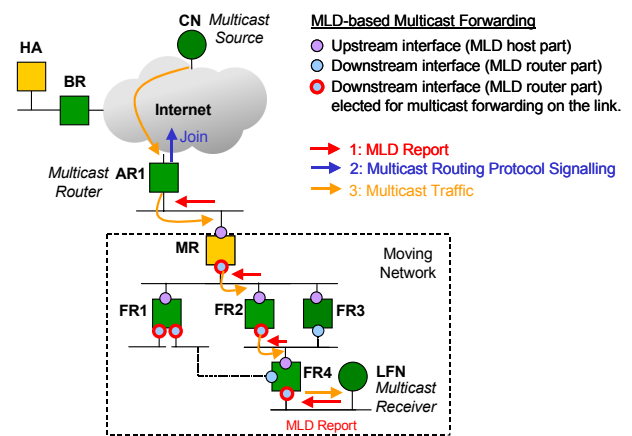 CN
Multicast
Source
HA
BR
Internet
Join
Multicast
Router
AR1
MLD-based Multicast Forwarding
Upstream interface (MLD host part)
Downstream interface (MLD router part)
Downstream interface (MLD router part)
elected for multicast forwarding on the link.
1: MLD Report
2: Multicast Routing Protocol Signalling
3: Multicast Traffic
MR
Moving
Network
FR1
FR2
FR3
FR4
LFN
Multicast
Receiver
MLD Report